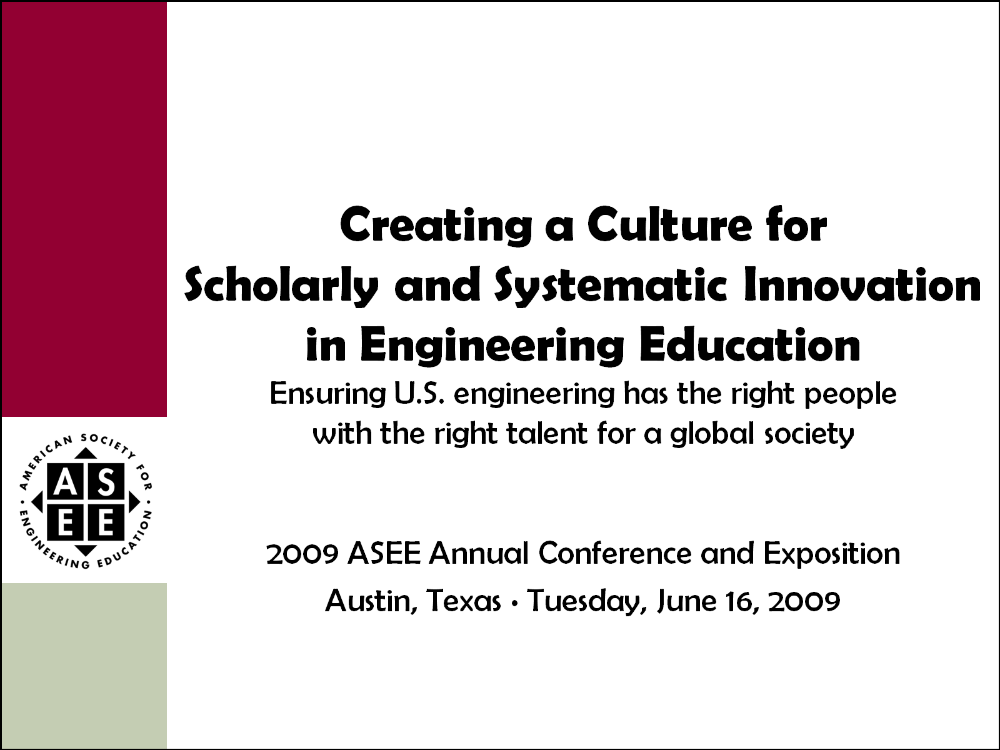 Creating a Culture for
Scholarly and Systematic Innovation
in Engineering Education
Ensuring U.S. engineering has the right people
with the right talent for a global society
AMERICAN SOCIETY FOR
A S
E E
• ENGINEERING EDUCATION •
2009 ASEE Annual Conference and Exposition
Austin, Texas • Tuesday, June 16, 2009